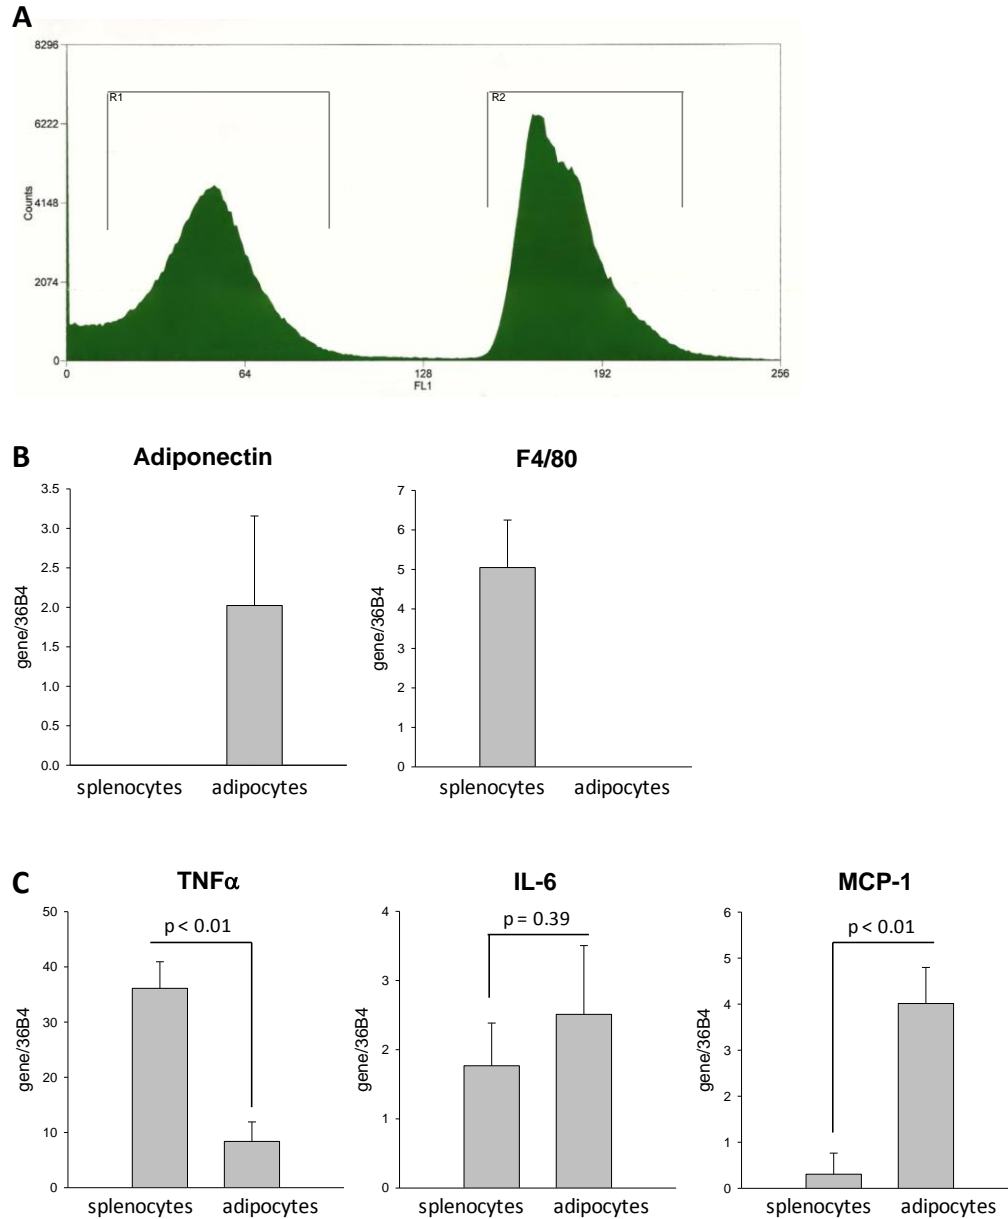 A
8296
6222
4148
2074
0
Counts
R1
R2
0 64 128 192 256
FL1
B
Adiponectin
3.5
3.0
2.5
2.0
1.5
1.0
0.5
0.0
gene/36B4
splenocytes adipocytes
F4/80
7
6
5
4
3
2
1
0
gene/36B4
splenocytes adipocytes
C
TNFα
50
40
30
20
10
0
gene/36B4
p < 0.01
splenocytes adipocytes
IL-6
4
3
2
1
0
gene/36B4
p = 0.39
splenocytes adipocytes
MCP-1
6
5
4
3
2
1
0
gene/36B4
p < 0.01
splenocytes adipocytes